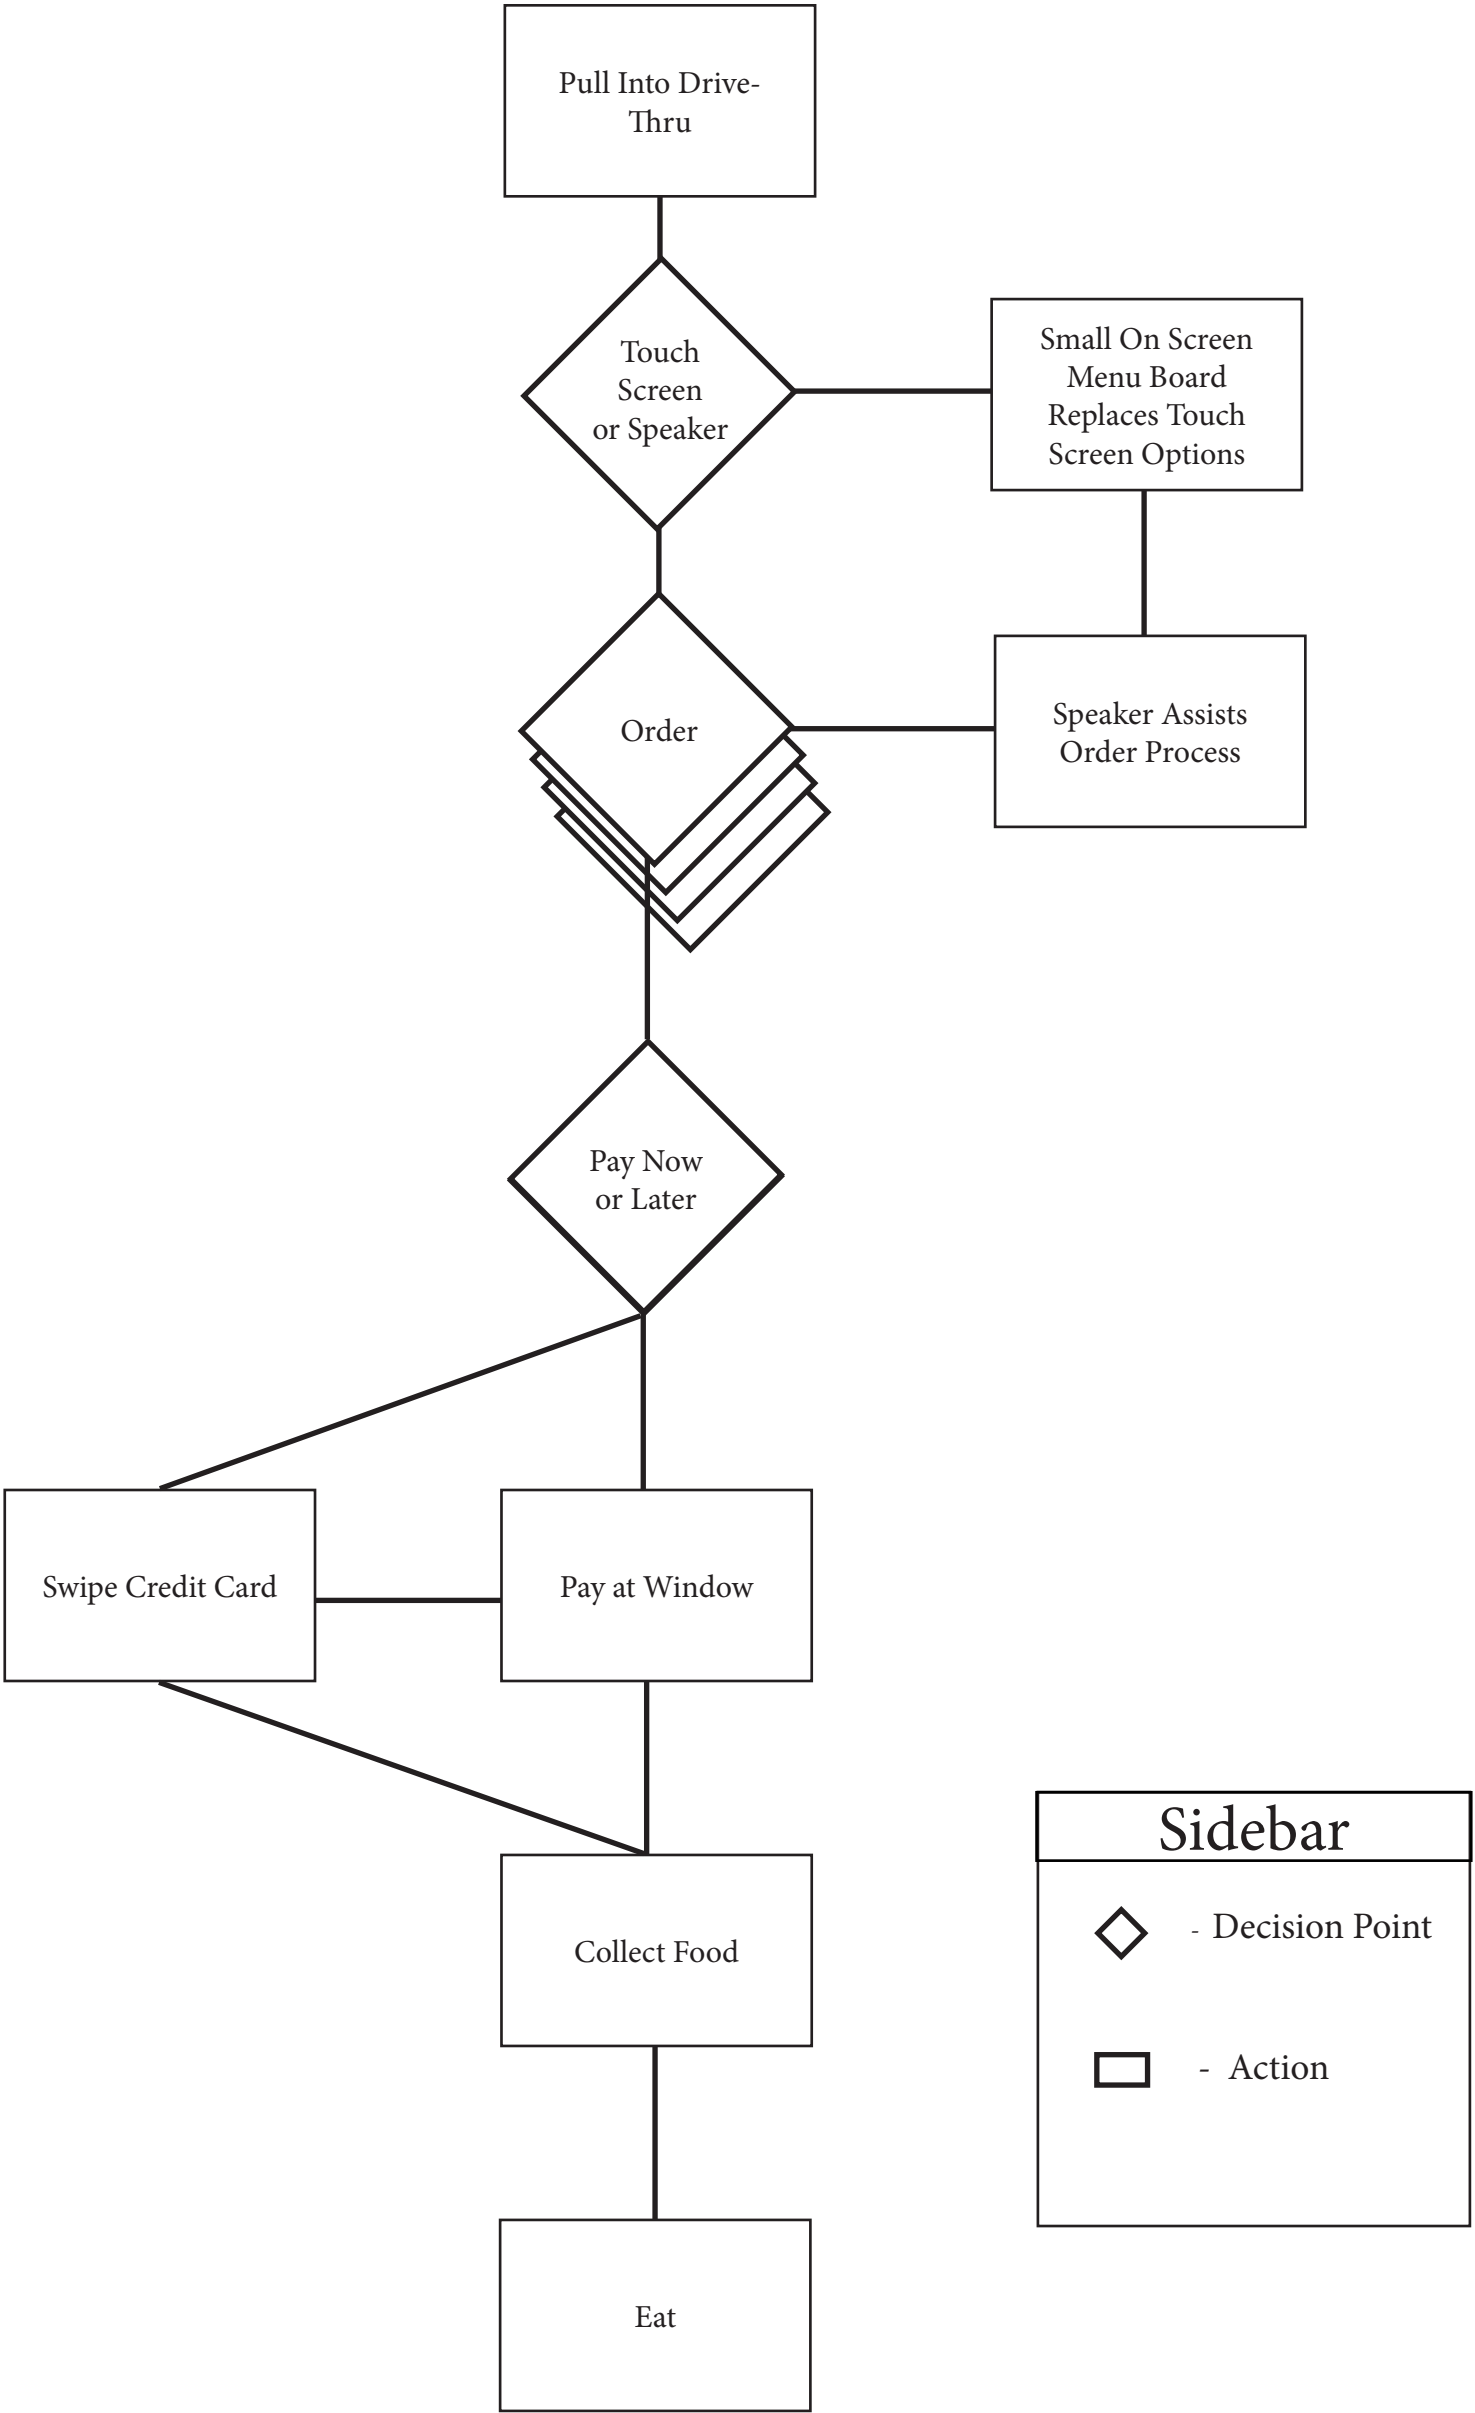 Pull Into Drive-
Thru
Touch
Screen
or Speaker
Small On Screen
Menu Board
Replaces Touch
Screen Options
Order
Speaker Assists
Order Process
Pay Now
or Later
Swipe Credit Card
Pay at Window
Collect Food
Eat
Sidebar
- Decision Point
- Action